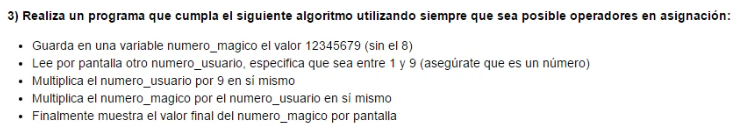 3) Realiza un programa que cumpla el siguiente algoritmo utilizando siempre que sea posible operadores en asignación:
• Guarda en una variable numero_magico el valor 12345679 (sin el 8)
• Lee por pantalla otro numero_usuario, especifica que sea entre 1 y 9 (asegúrate que es un número)
• Multiplica el numero_usuario por 9 en sí mismo
• Multiplica el numero_magico por el numero_usuario en sí mismo
• Finalmente muestra el valor final del numero_magico por pantalla